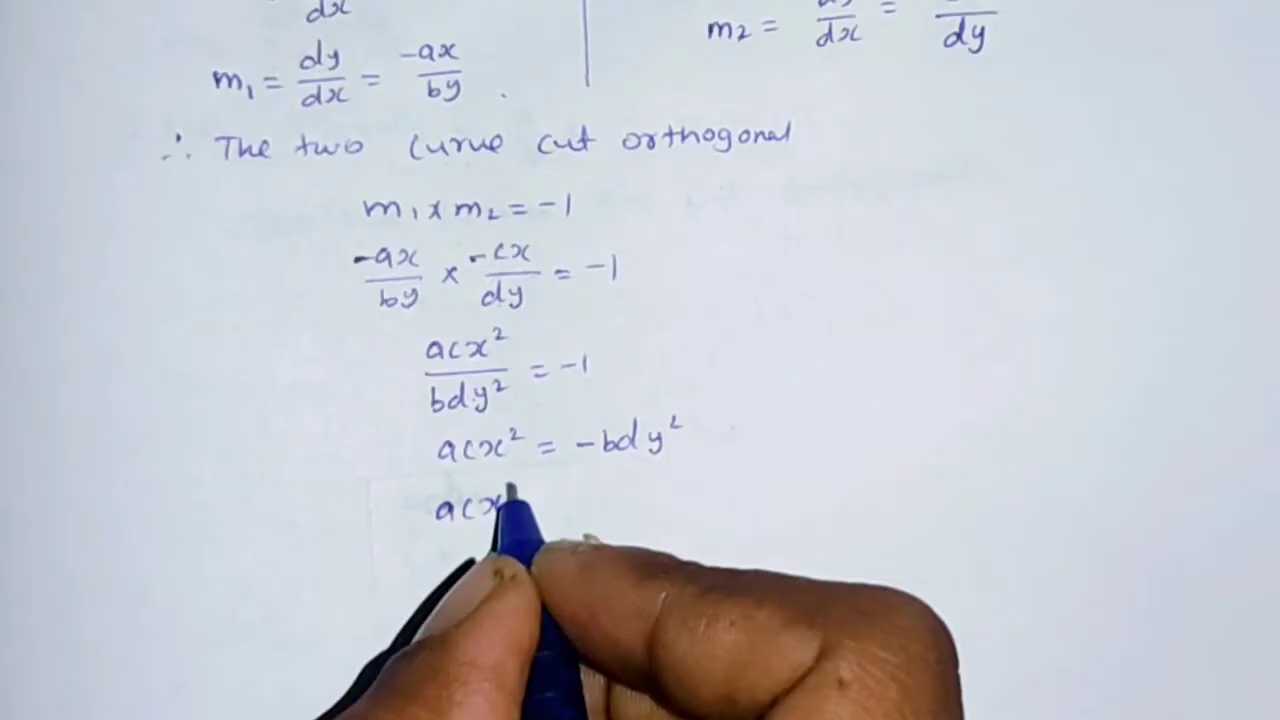 dx
m₁ = dy/dx = -ax/by .
m₂ = /dx = /dy
∴ The two curve cut orthogonal
m₁ x m₂ = -1
-ax/by x -cx/dy = -1
acx²/bdy² = -1
acx² = -bdy²
acx